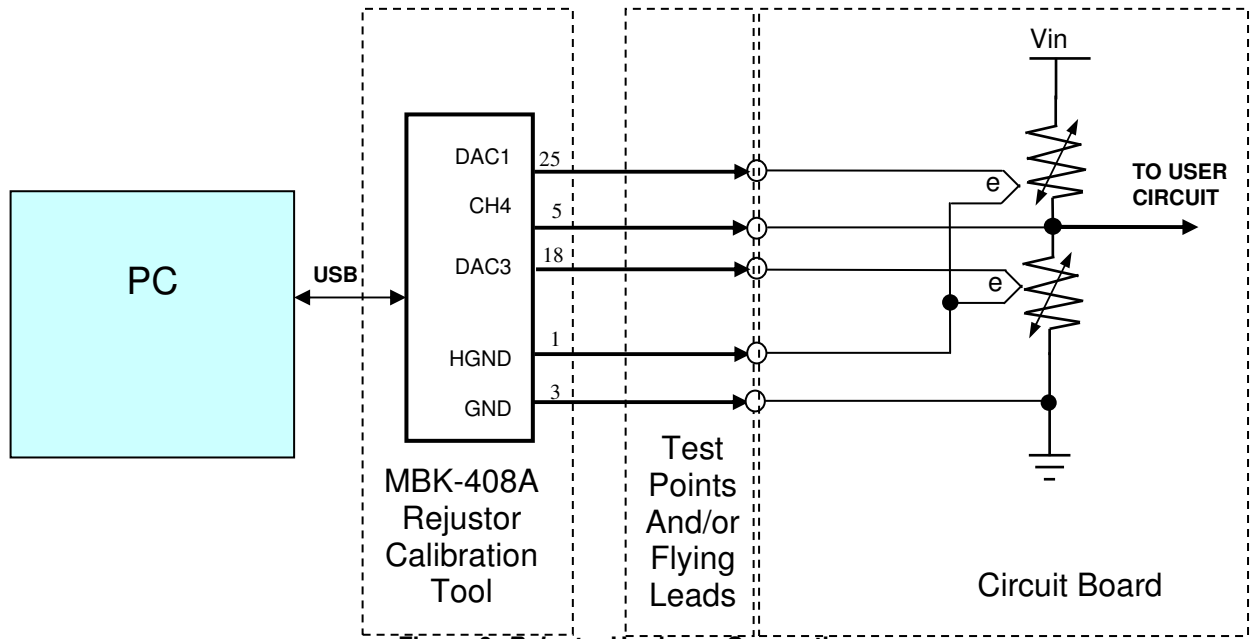 Vin
DAC1 25
CH4 5
DAC3 18
HGND 1
GND 3
e
e
TO USER
CIRCUIT
PC
USB
MBK-408A
Rejustor
Calibration
Tool
Test
Points
And/or
Flying
Leads
Circuit Board